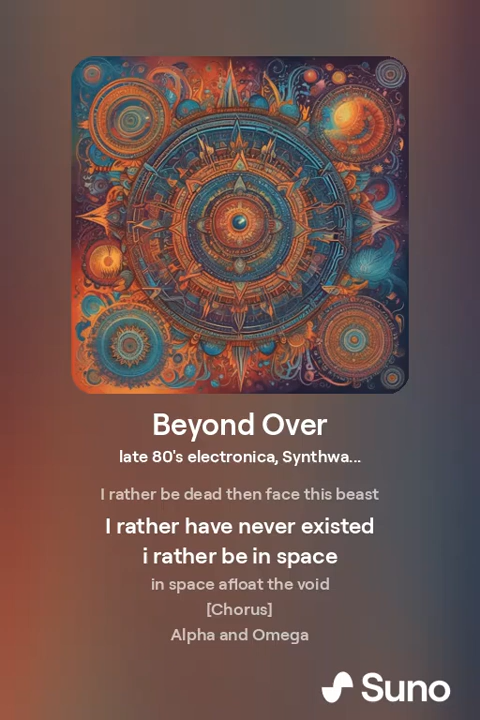 Beyond Over
late 80's electronica, Synthwa...
I rather be dead then face this beast
I rather have never existed
i rather be in space
in space afloat the void
[Chorus]
Alpha and Omega
Suno